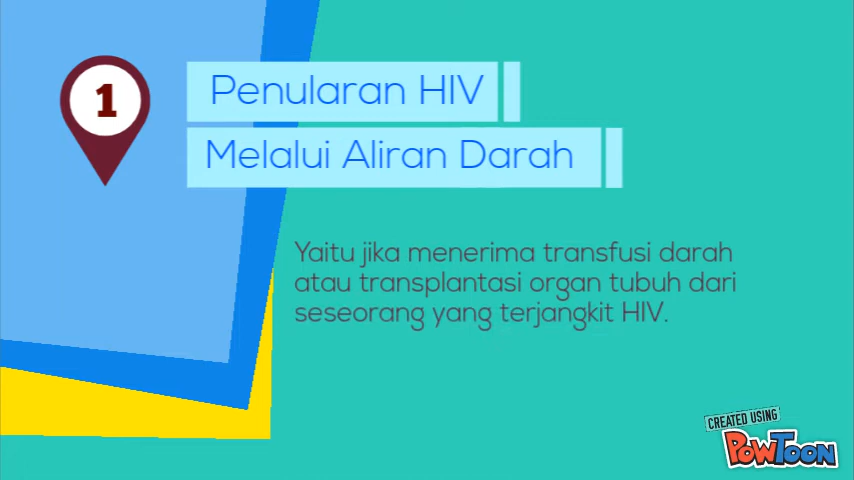 1
Penularan HIV
Melalui Aliran Darah
Yaitu jika menerima transfusi darah
atau transplantasi organ tubuh dari
seseorang yang terjangkit HIV.
CREATED USING
POWTOON